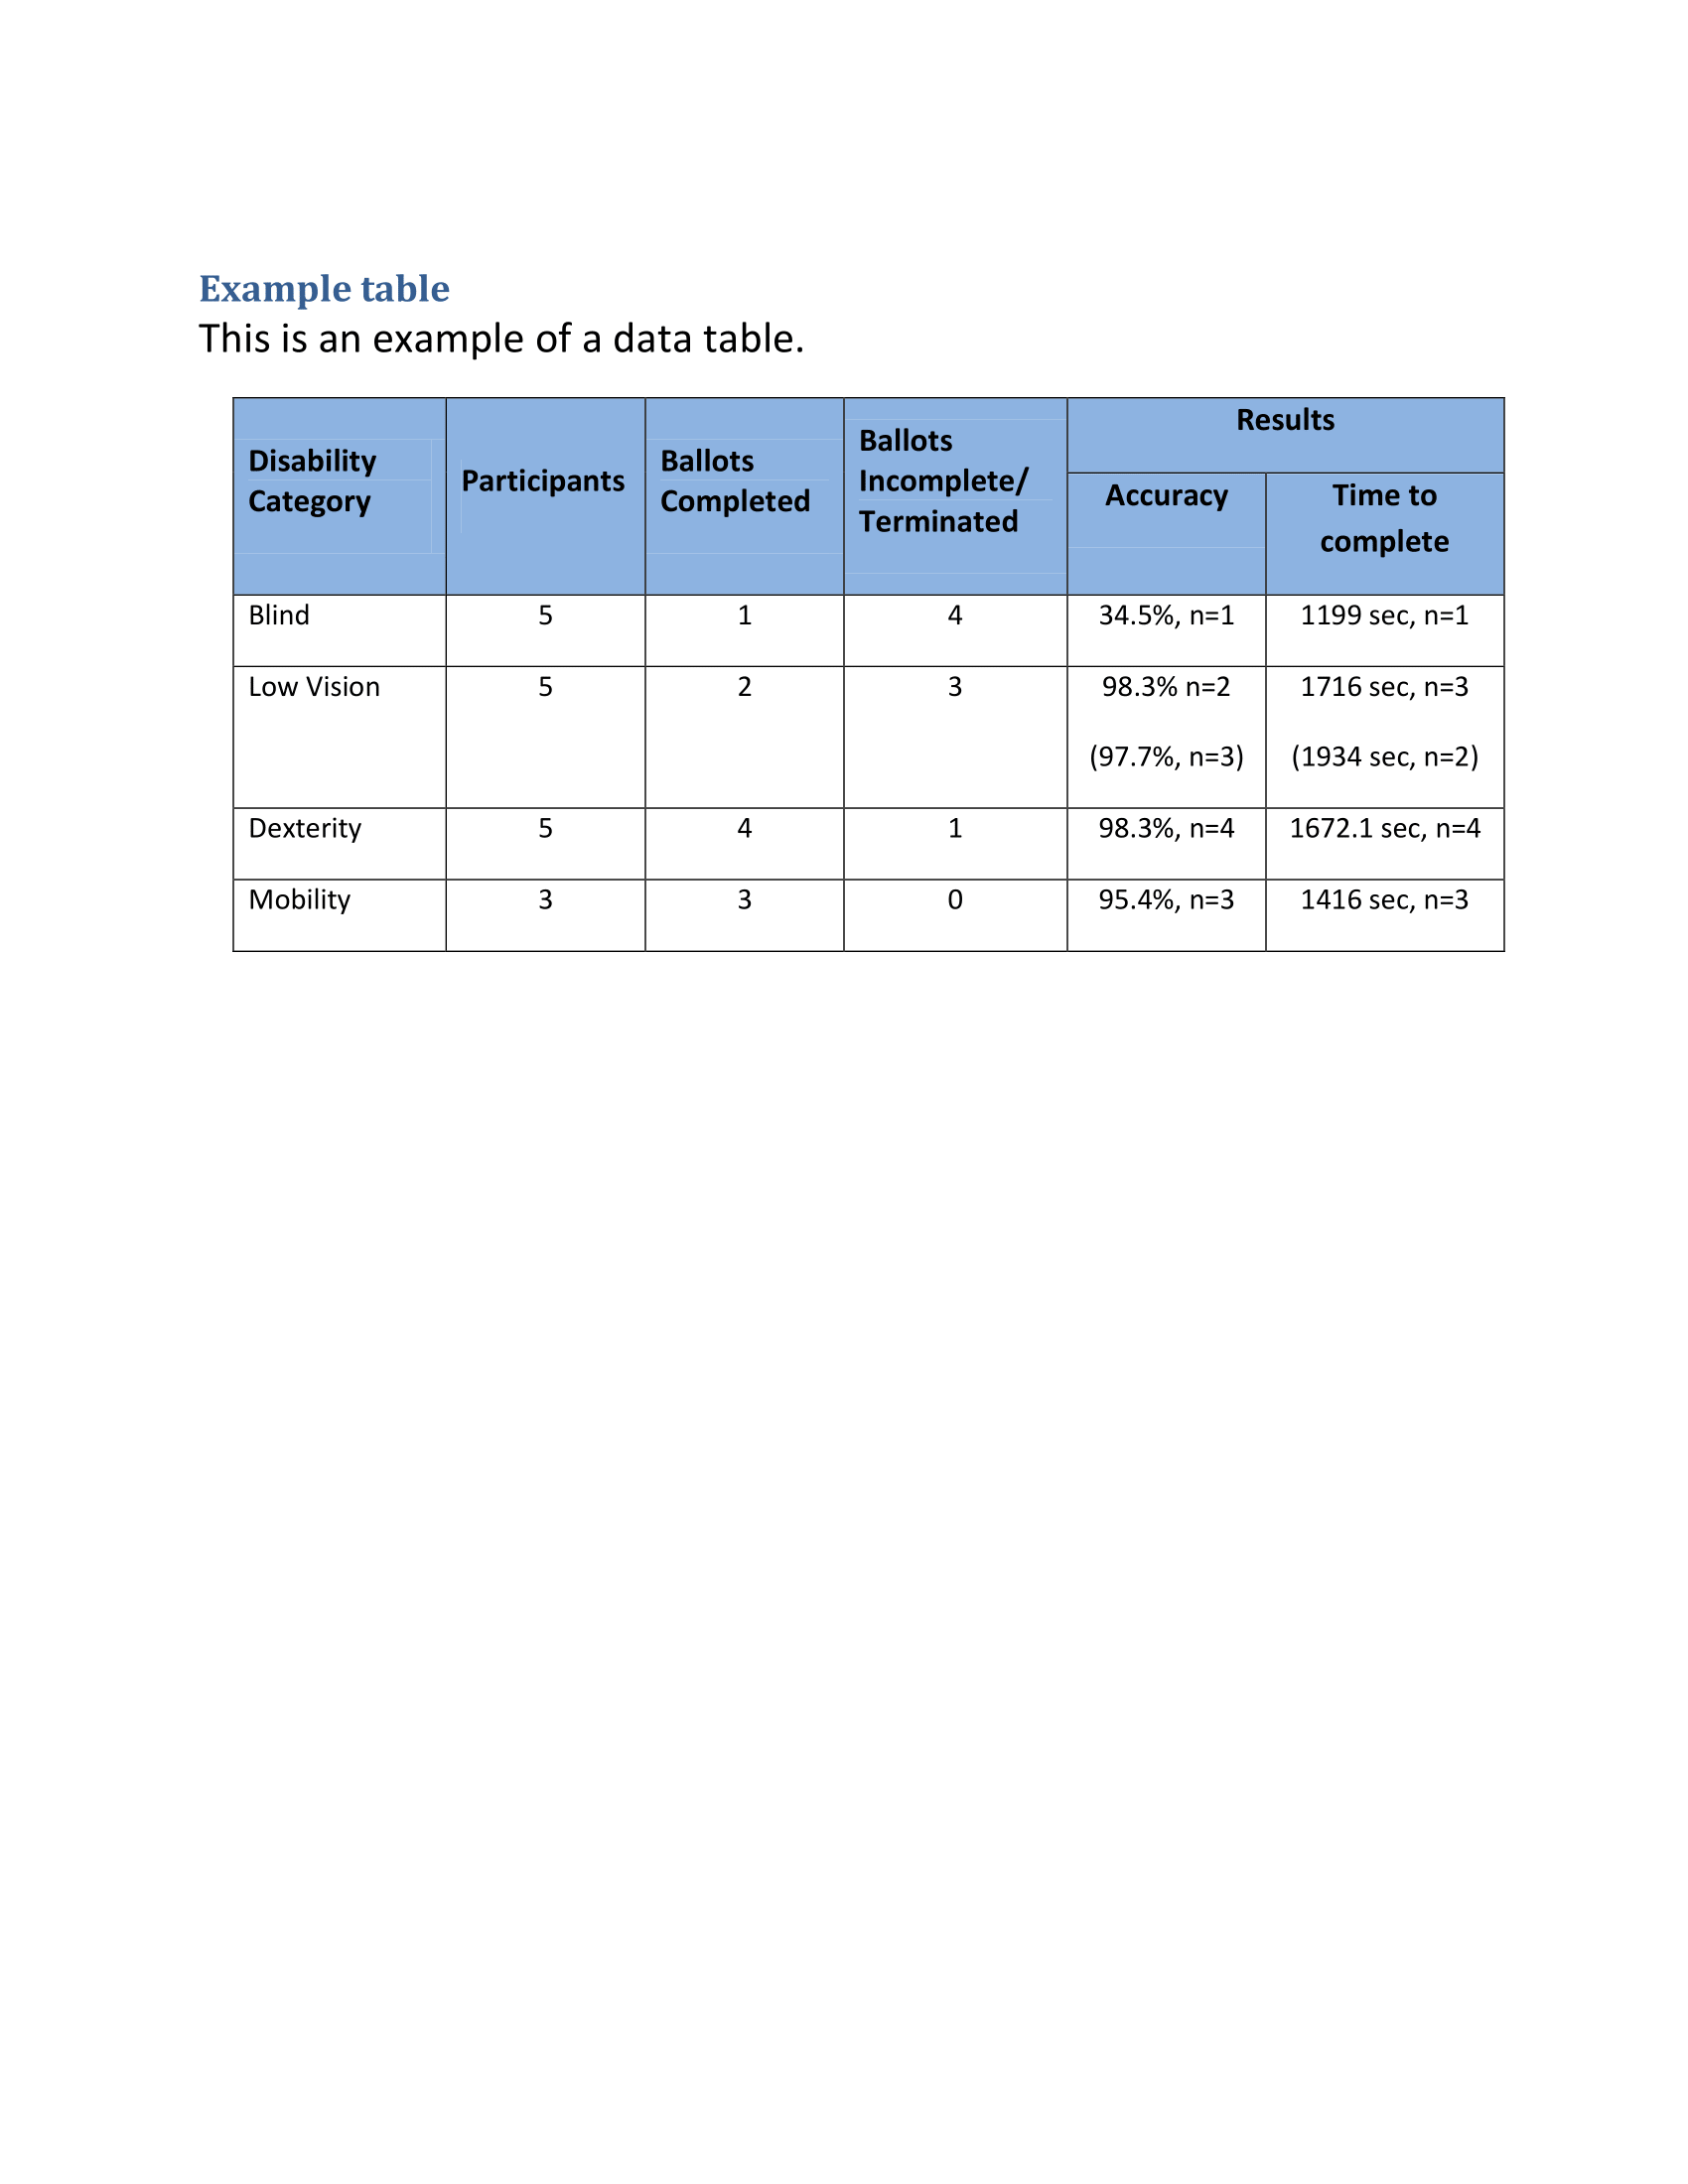 Example table
This is an example of a data table.
Disability Category
Participants
Ballots Completed
Ballots Incomplete/ Terminated
Results
Accuracy
Time to complete
Blind 5 1 4 34.5%, n=1 1199 sec, n=1
Low Vision 5 2 3 98.3% n=2 1716 sec, n=3
(97.7%, n=3) (1934 sec, n=2)
Dexterity 5 4 1 98.3%, n=4 1672.1 sec, n=4
Mobility 3 3 0 95.4%, n=3 1416 sec, n=3